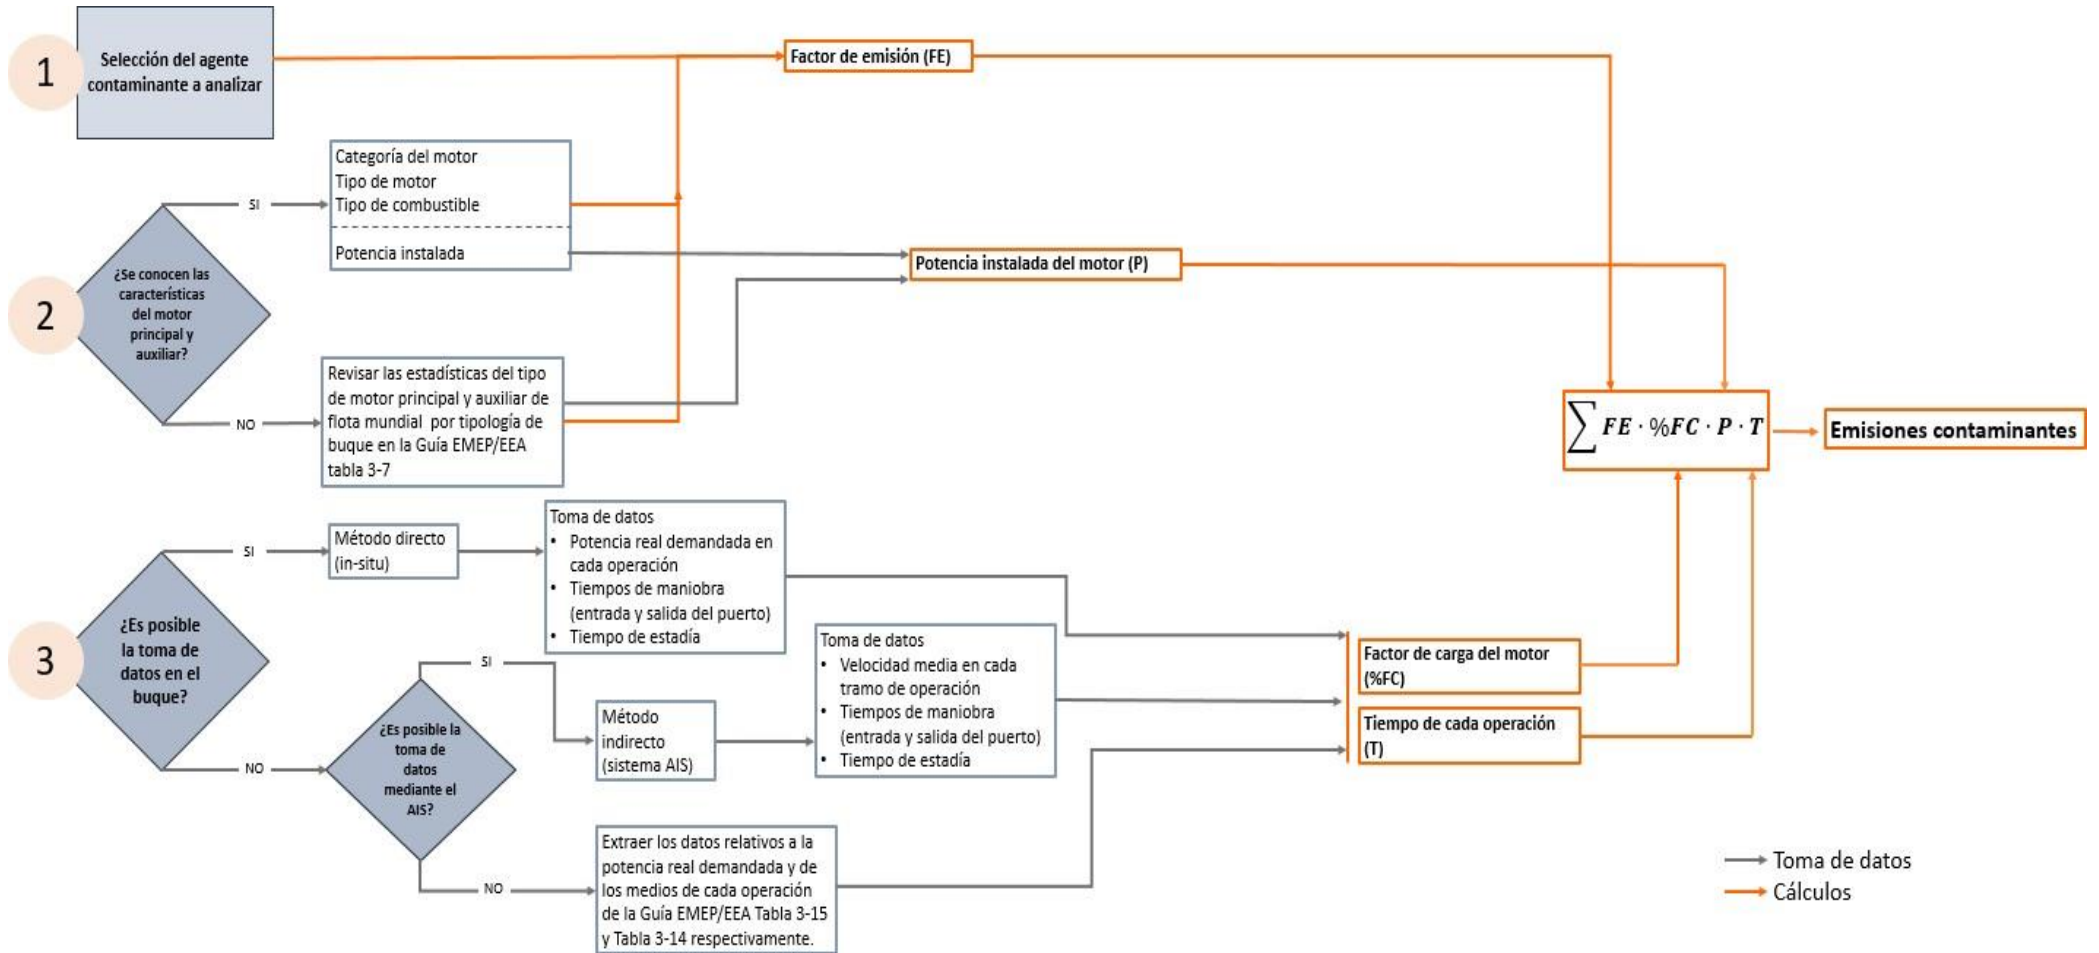 1
Selección del agente
contaminante a analizar
Factor de emisión (FE)
2
¿Se conocen las
características
del motor
principal y
auxiliar?
SI
Categoría del motor
Tipo de motor
Tipo de combustible
Potencia instalada
Potencia instalada del motor (P)
NO
Revisar las estadísticas del tipo
de motor principal y auxiliar de
flota mundial por tipología de
buque en la Guía EMEP/EEA
tabla 3-7
∑ FE · %FC · P · T
Emisiones contaminantes
3
¿Es posible
la toma de
datos en el
buque?
SI
Método directo
(in-situ)
Toma de datos
• Potencia real demandada en
cada operación
• Tiempos de maniobra
(entrada y salida del puerto)
• Tiempo de estadía
NO
¿Es posible la
toma de
datos
mediante el
AIS?
SI
Método
indirecto
(sistema AIS)
Toma de datos
• Velocidad media en cada
tramo de operación
• Tiempos de maniobra
(entrada y salida del puerto)
• Tiempo de estadía
NO
Extraer los datos relativos a la
potencia real demandada y de
los medios de cada operación
de la Guía EMEP/EEA Tabla 3-15
y Tabla 3-14 respectivamente.
Factor de carga del motor
(%FC)
Tiempo de cada operación
(T)
Toma de datos
Cálculos